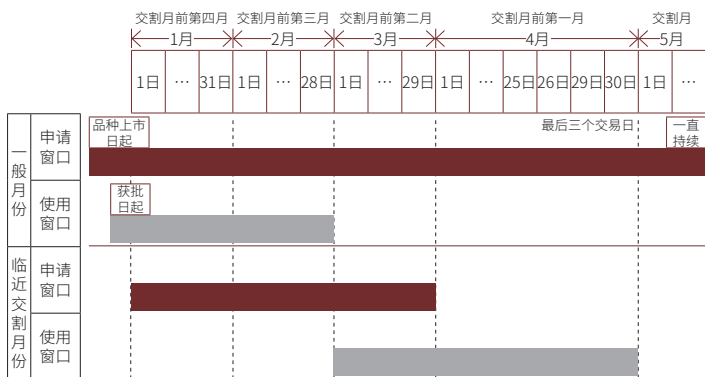 交割月前第四月 交割月前第三月 交割月前第二月 交割月前第一月 交割月
1月 2月 3月 4月 5月
1日 … 31日 1日 … 28日 1日 … 29日 1日 … 25日 26日 29日 30日 1日 …
一般月份
申请
窗口
品种上市
日起
最后三个交易日
一直
持续
使用
窗口
获批
日起
临近交割月份
申请
窗口
使用
窗口